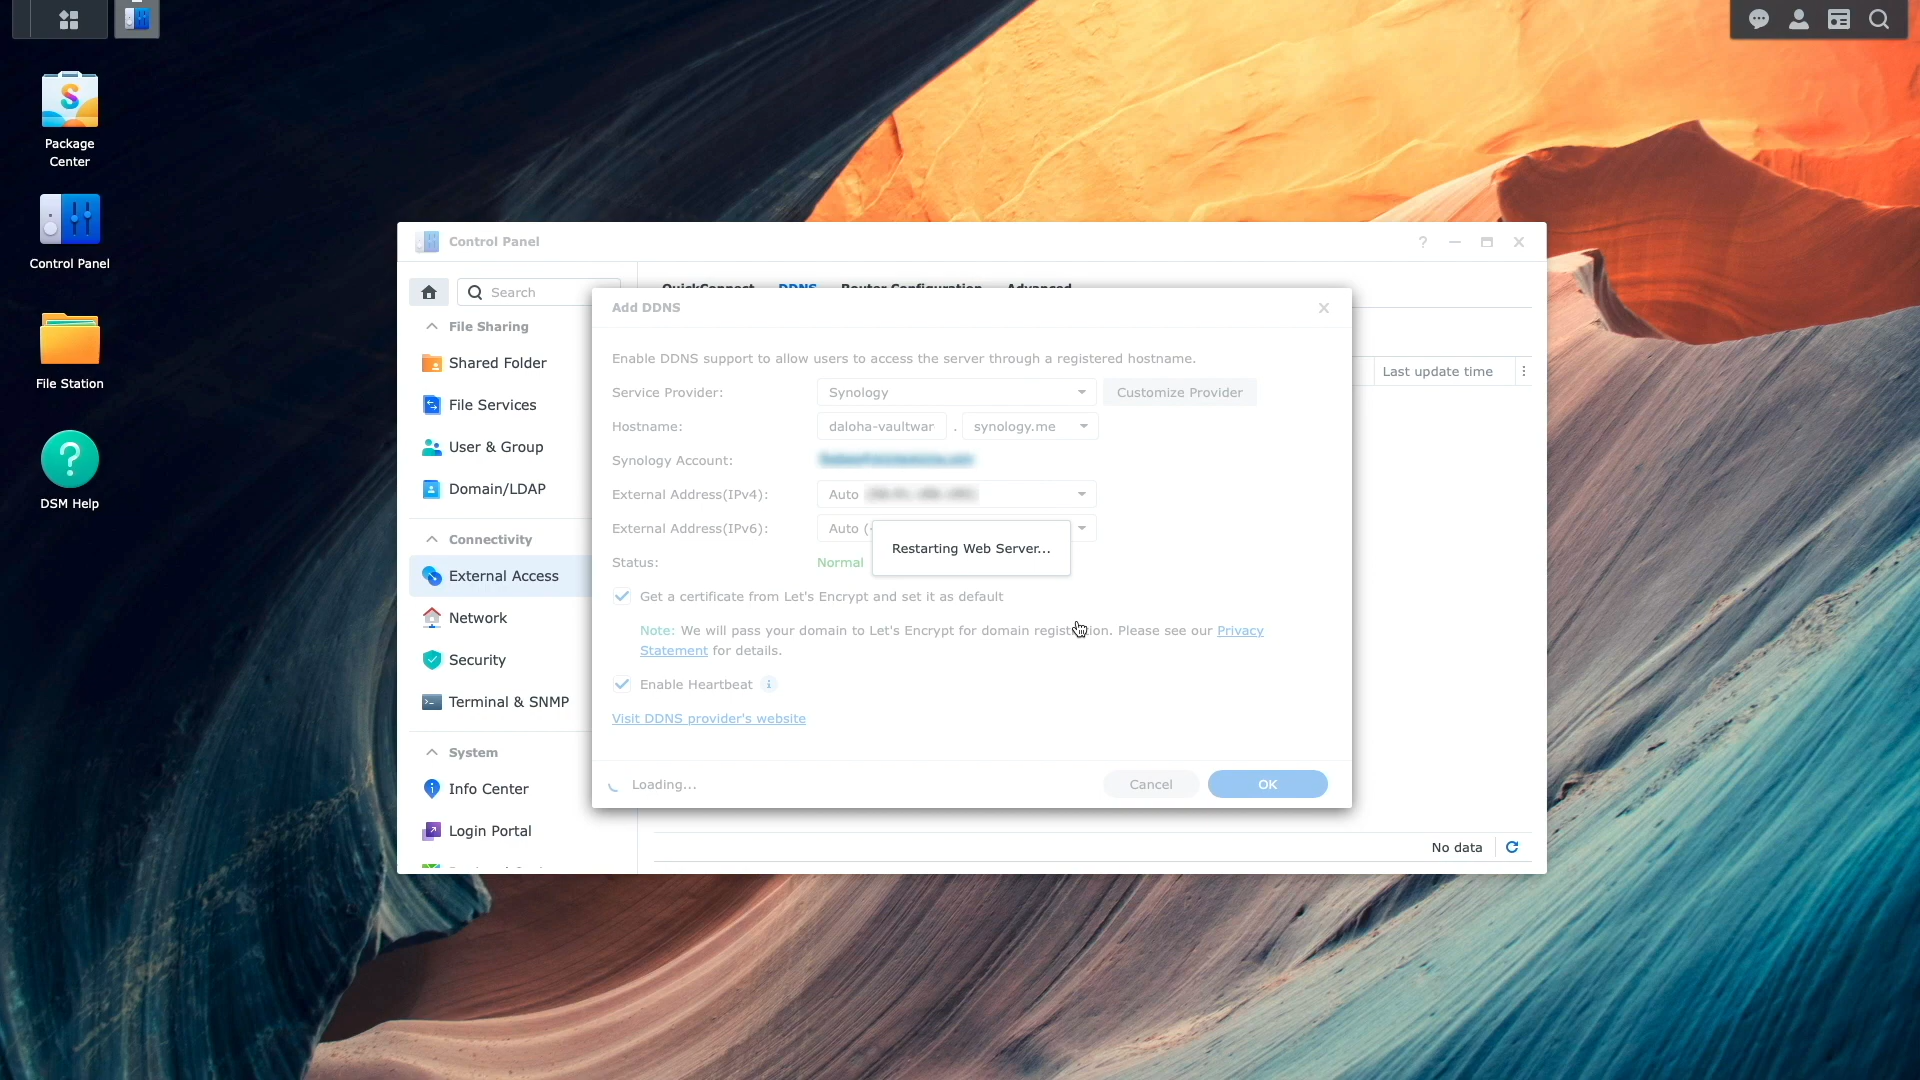 Package
Center
Control Panel
File Station
DSM Help
Control Panel
Search
QuickConnect DDNS Router Configuration Advanced
File Sharing
Shared Folder
File Services
User & Group
Domain/LDAP
Connectivity
External Access
Network
Security
Terminal & SNMP
System
Info Center
Login Portal
Last update time
Add DDNS
Enable DDNS support to allow users to access the server through a registered hostname.
Service Provider: Synology Customize Provider
Hostname: daloha-vaultwar . synology.me
Synology Account:
External Address(IPv4): Auto
External Address(IPv6): Auto (
Restarting Web Server...
Status: Normal
Get a certificate from Let's Encrypt and set it as default
Note: We will pass your domain to Let's Encrypt for domain registration. Please see our Privacy
Statement for details.
Enable Heartbeat
Visit DDNS provider's website
Loading... Cancel OK
No data